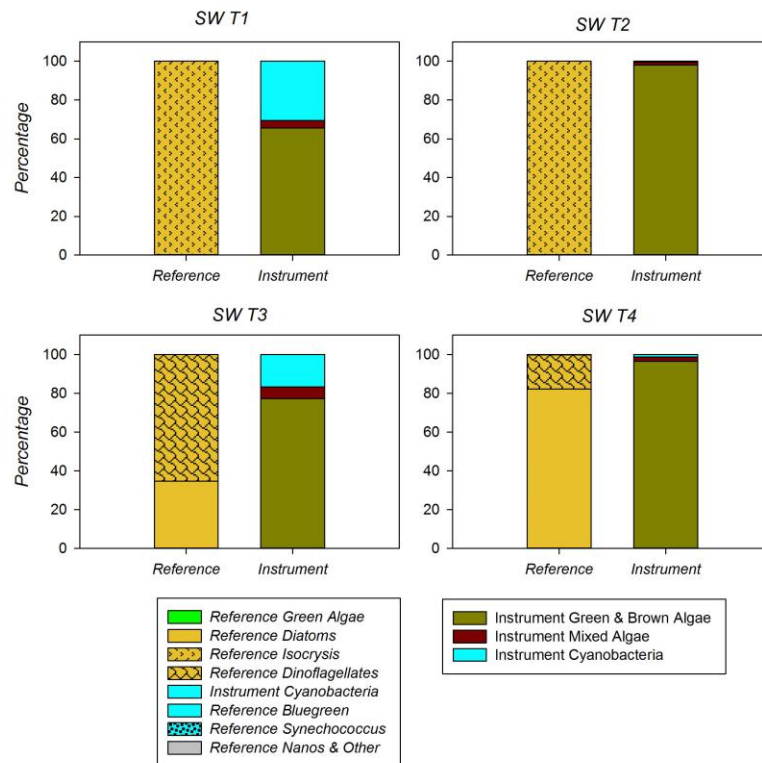 SW T1
SW T2
Percentage
100
80
60
40
20
0
Reference
Instrument
100
80
60
40
20
0
Reference
Instrument
SW T3
SW T4
Percentage
100
80
60
40
20
0
Reference
Instrument
100
80
60
40
20
0
Reference
Instrument
Reference Green Algae
Reference Diatoms
Reference Isocrysis
Reference Dinoflagellates
Instrument Cyanobacteria
Reference Bluegreen
Reference Synechococcus
Reference Nanos & Other
Instrument Green & Brown Algae
Instrument Mixed Algae
Instrument Cyanobacteria